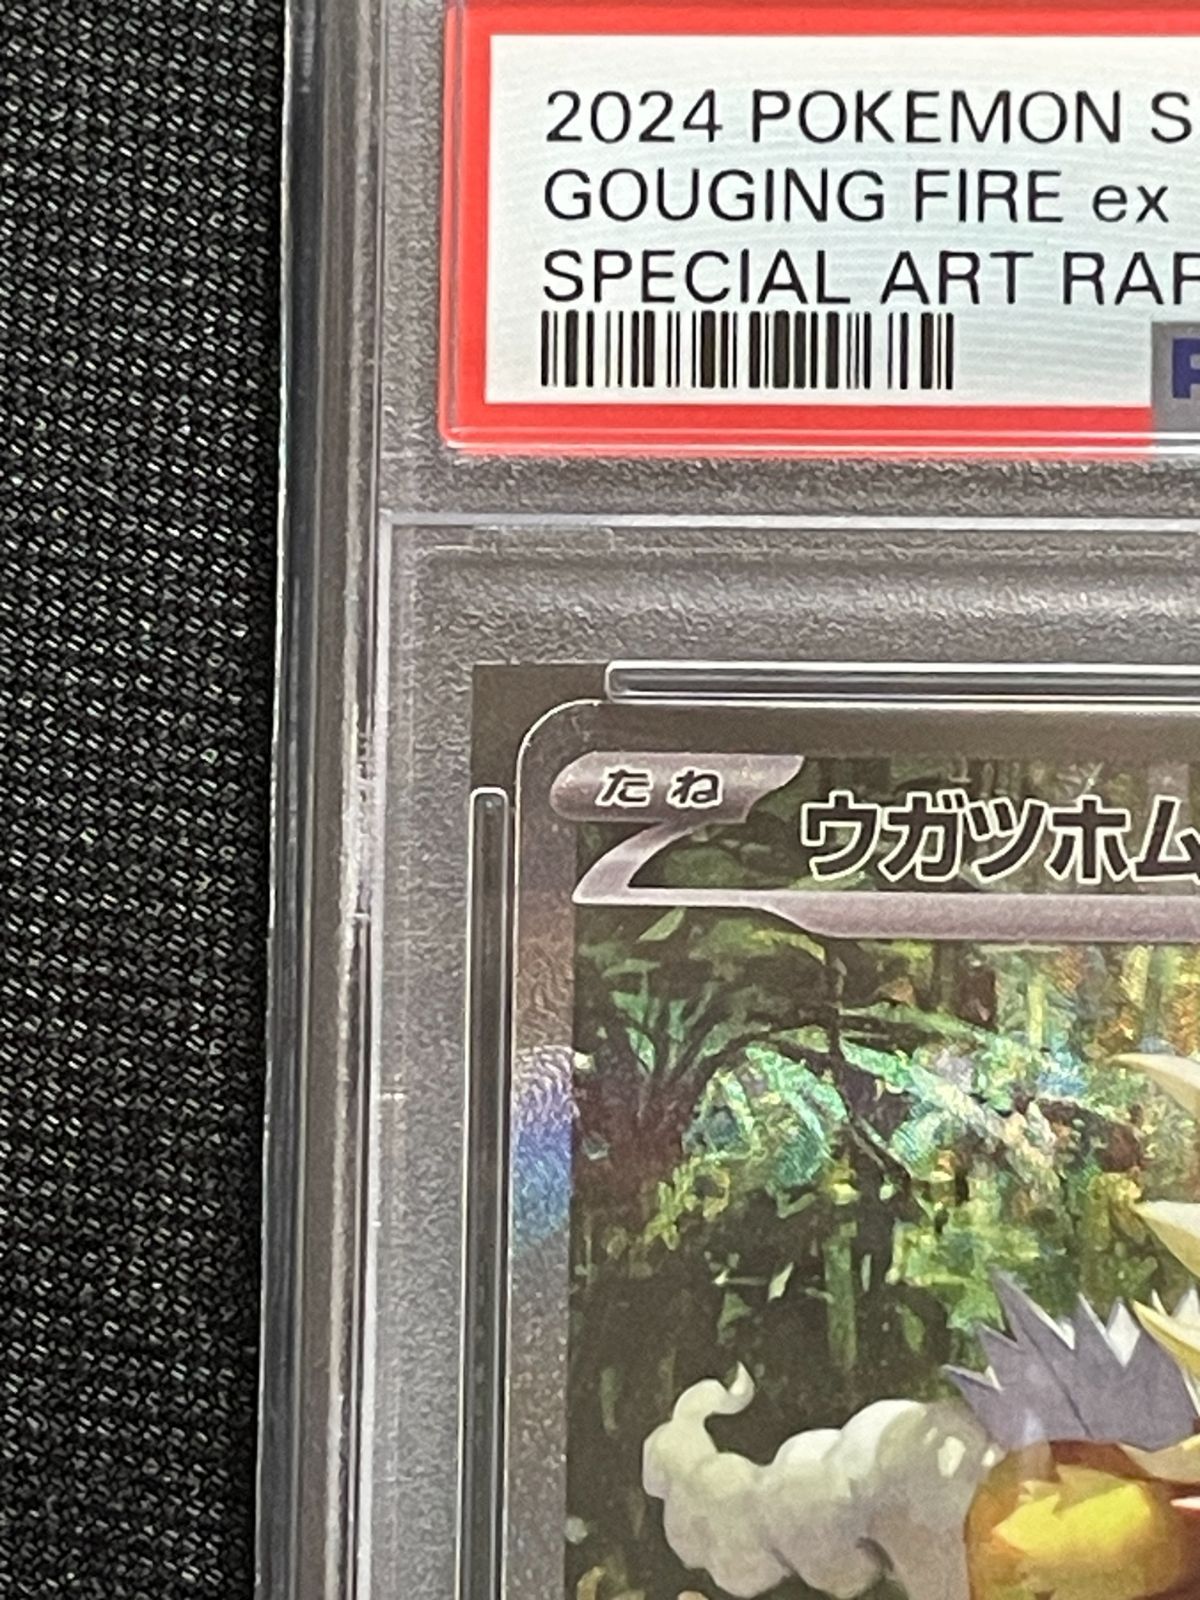 2024 POKEMON S
GOUGING FIRE ex
SPECIAL ART RAR
P
たね
ウガツホム